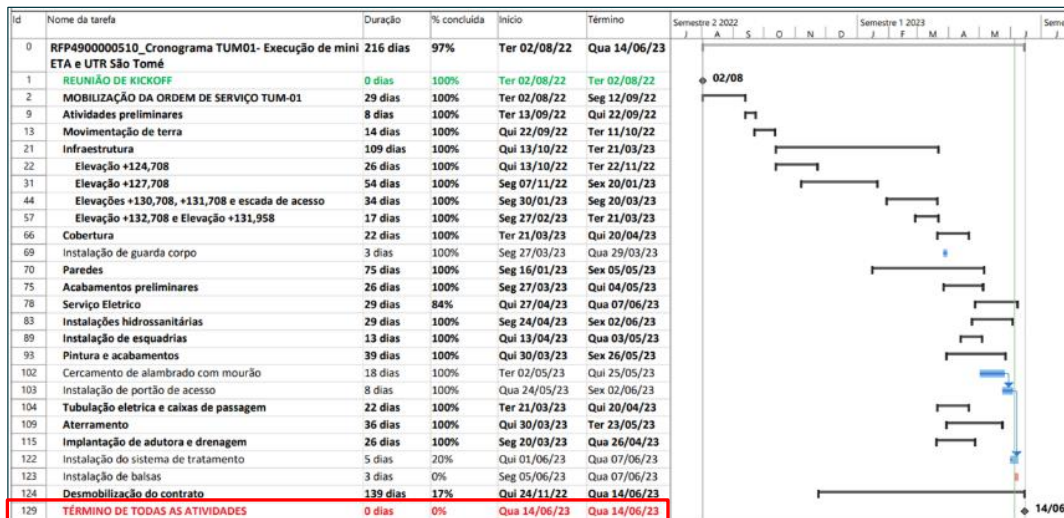 Id Nome da tarefa Duração % concluída Início Término Semestre 2 2022 Semestre 1 2023 Seme
J A S O N D J F M A M J J
0 RFP4900000510_Cronograma TUM01- Execução de mini ETA e UTR São Tomé 216 dias 97% Ter 02/08/22 Qua 14/06/23
1 REUNIÃO DE KICKOFF 0 dias 100% Ter 02/08/22 Ter 02/08/22 02/08
2 MOBILIZAÇÃO DA ORDEM DE SERVIÇO TUM-01 29 dias 100% Ter 02/08/22 Seg 12/09/22
9 Atividades preliminares 8 dias 100% Ter 13/09/22 Qui 22/09/22
13 Movimentação de terra 14 dias 100% Qui 22/09/22 Ter 11/10/22
21 Infraestrutura 109 dias 100% Qui 13/10/22 Ter 21/03/23
22 Elevação +124,708 26 dias 100% Qui 13/10/22 Ter 22/11/22
31 Elevação +127,708 54 dias 100% Seg 07/11/22 Sex 20/01/23
44 Elevações +130,708, +131,708 e escada de acesso 34 dias 100% Seg 30/01/23 Seg 20/03/23
57 Elevação +132,708 e Elevação +131,958 17 dias 100% Seg 27/02/23 Ter 21/03/23
66 Cobertura 22 dias 100% Ter 21/03/23 Qui 20/04/23
69 Instalação de guarda corpo 3 dias 100% Seg 27/03/23 Qua 29/03/23
70 Paredes 75 dias 100% Seg 16/01/23 Sex 05/05/23
75 Acabamentos preliminares 26 dias 100% Seg 27/03/23 Qui 04/05/23
78 Serviço Eletrico 29 dias 84% Qui 27/04/23 Qua 07/06/23
83 Instalações hidrossanitárias 29 dias 100% Seg 24/04/23 Sex 02/06/23
89 Instalação de esquadrias 13 dias 100% Qui 13/04/23 Qua 03/05/23
93 Pintura e acabamentos 39 dias 100% Qui 30/03/23 Sex 26/05/23
102 Cercamento de alambrado com mourão 18 dias 100% Ter 02/05/23 Qui 25/05/23
103 Instalação de portão de acesso 8 dias 100% Qua 24/05/23 Sex 02/06/23
104 Tubulação eletrica e caixas de passagem 22 dias 100% Ter 21/03/23 Qui 20/04/23
109 Aterramento 36 dias 100% Qui 30/03/23 Ter 23/05/23
115 Implantação de adutora e drenagem 26 dias 100% Seg 20/03/23 Qua 26/04/23
122 Instalação do sistema de tratamento 5 dias 20% Qui 01/06/23 Qua 07/06/23
123 Instalação de balsas 3 dias 0% Seg 05/06/23 Qua 07/06/23
124 Desmobilização do contrato 139 dias 17% Qui 24/11/22 Qua 14/06/23
129 TÉRMINO DE TODAS AS ATIVIDADES 0 dias 0% Qua 14/06/23 Qua 14/06/23 14/06